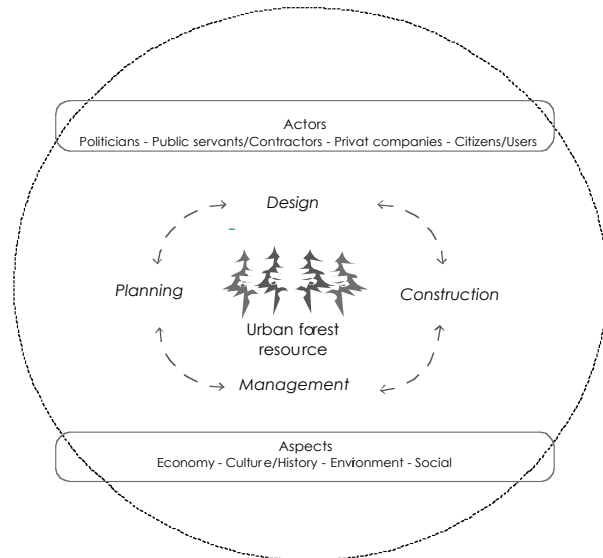 Actors
Politicians - Public servants/Contractors - Privat companies - Citizens/Users
Design
Planning
Construction
Urban forest
resource
Management
Aspects
Economy - Culture/History - Environment - Social